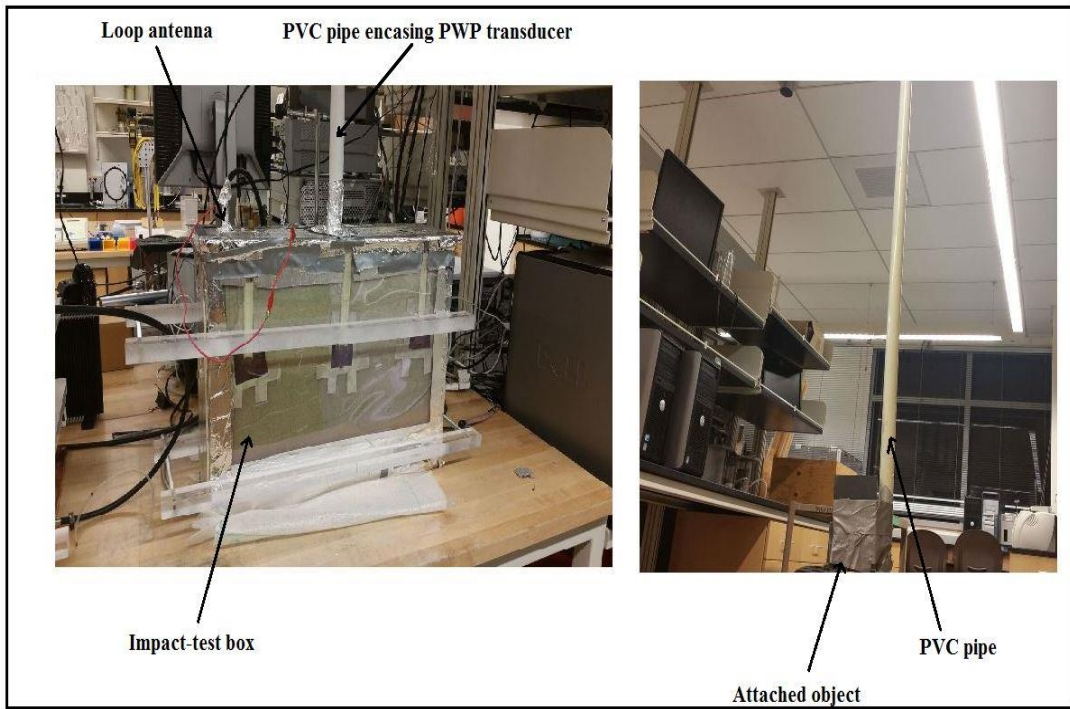 Loop antenna
PVC pipe encasing PWP transducer
Impact-test box
PVC pipe
Attached object